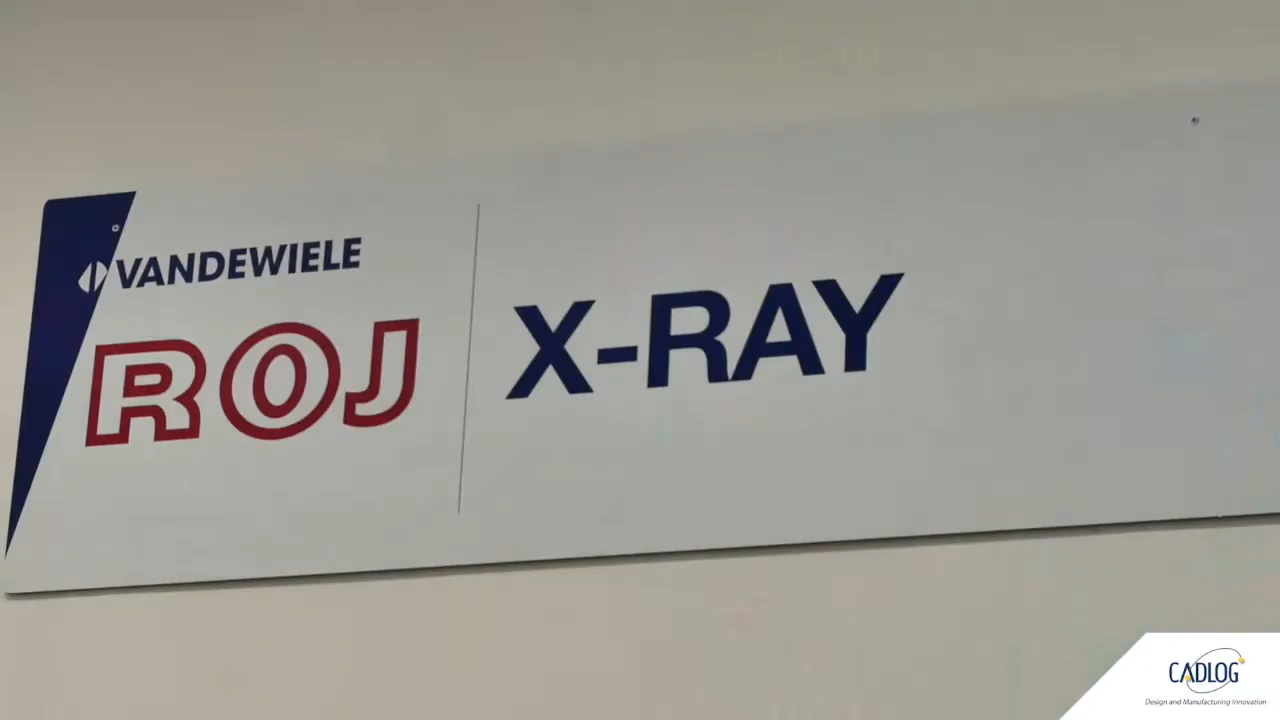 VANDEWIELE
ROJ
X-RAY
CADLOG
Design and Manufacturing Innovation